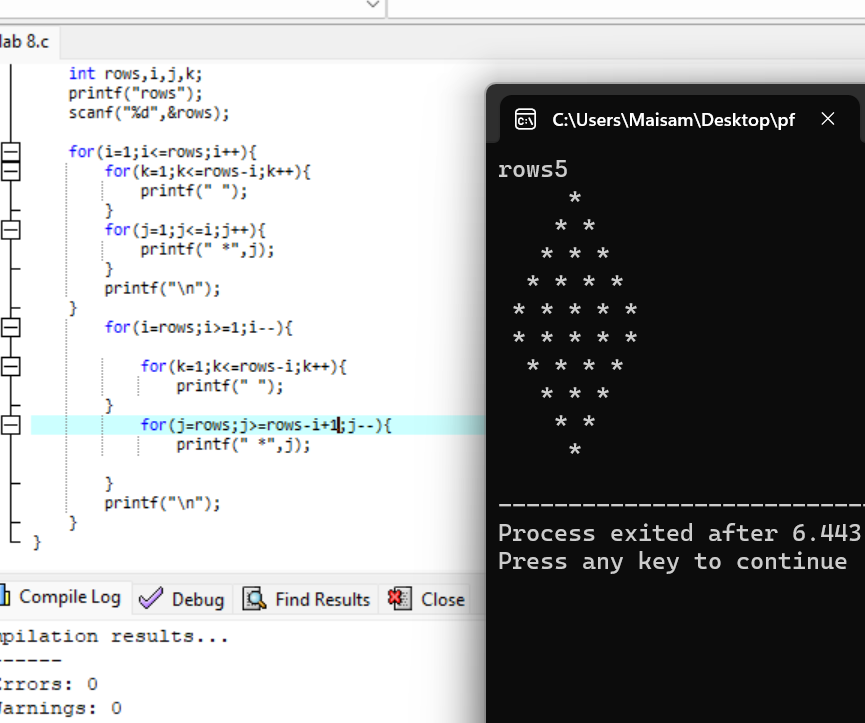 lab 8.c
int rows,i,j,k;
printf("rows");
scanf("%d",&rows);
for(i=1;i<=rows;i++){
for(k=1;k<=rows-i;k++){
printf(" ");
}
for(j=1;j<=i;j++){
printf(" *",j);
}
printf("\n");
}
for(i=rows;i>=1;i--){
for(k=1;k<=rows-i;k++){
printf(" ");
}
for(j=rows;j>=rows-i+1;j--){
printf(" *",j);
}
printf("\n");
}
}
C:\Users\Maisam\Desktop\pf
rows5
     *
    * *
   * * *
  * * * *
 * * * * *
 * * * * *
  * * * *
   * * *
    * *
     *
--------------------------
Process exited after 6.443
Press any key to continue
Compile Log
Debug
Find Results
Close
pilation results...
------
Errors: 0
Warnings: 0